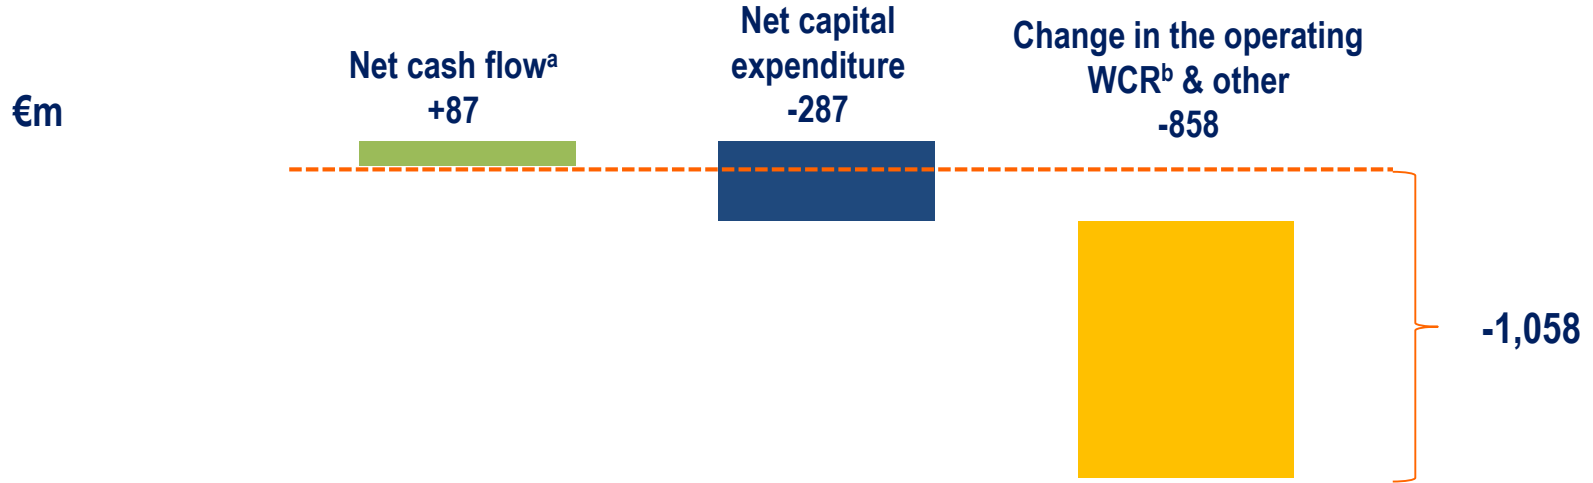 €m
Net cash flowᵃ
+87
Net capital
expenditure
-287
Change in the operating
WCRᵇ & other
-858
-1,058